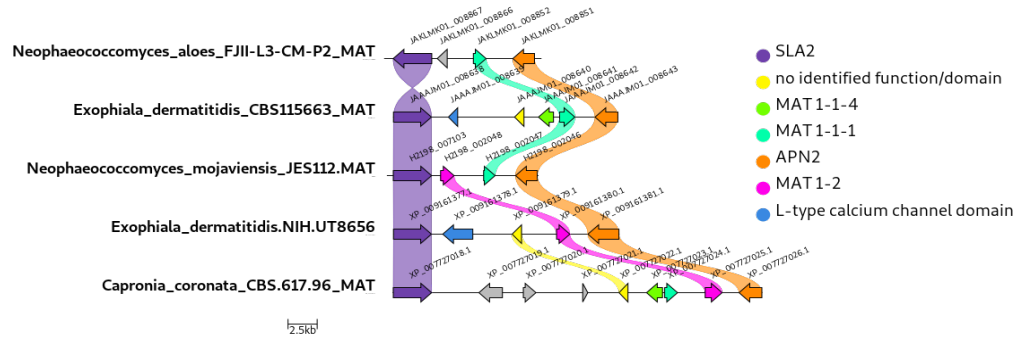 JAKLMK01_008867 JAKLMK01_008866 JAKLMK01_008852 JAKLMK01_008851
Neophaeococcomyces_aloes_FJII-L3-CM-P2_MAT
JAAAJM01_008638 JAAAJM01_008639 JAAAJM01_008640 JAAAJM01_008641 JAAAJM01_008642 JAAAJM01_008643
Exophiala_dermatitidis_CBS115663_MAT
H2198_007103 H2198_002048 H2198_002047 H2198_002046
Neophaeococcomyces_mojaviensis_JES112.MAT
XP_009161377.1 XP_009161378.1 XP_009161379.1 XP_009161380.1 XP_009161381.1
Exophiala_dermatitidis.NIH.UT8656
XP_007727018.1 XP_007727019.1 XP_007727020.1 XP_007727021.1 XP_007727022.1 XP_007727023.1 XP_007727024.1 XP_007727025.1 XP_007727026.1
Capronia_coronata_CBS.617.96_MAT
2.5kb
SLA2
no identified function/domain
MAT 1-1-4
MAT 1-1-1
APN2
MAT 1-2
L-type calcium channel domain